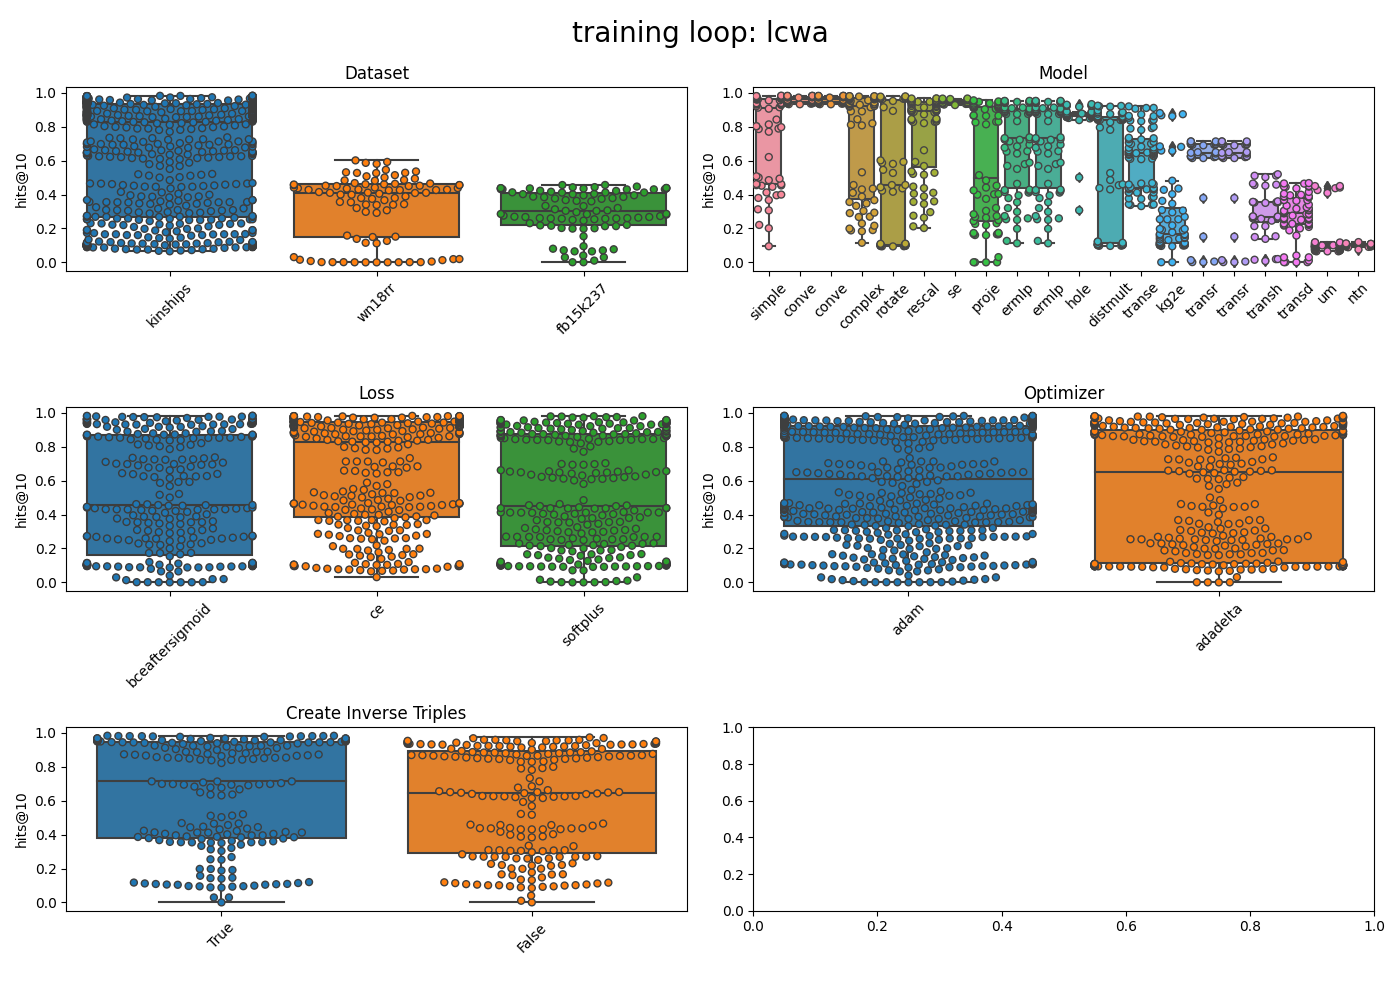 training loop: lcwa
Dataset
hits@10
1.0
0.8
0.6
0.4
0.2
0.0
kinships
wn18rr
fb15k237
Model
hits@10
1.0
0.8
0.6
0.4
0.2
0.0
simple
conve
conve
complex
rotate
rescal
se
proje
ermlp
ermlp
hole
distmult
transe
kg2e
transr
transr
transh
transd
um
ntn
Loss
hits@10
1.0
0.8
0.6
0.4
0.2
0.0
bceaftersigmoid
ce
softplus
Optimizer
hits@10
1.0
0.8
0.6
0.4
0.2
0.0
adam
adadelta
Create Inverse Triples
hits@10
1.0
0.8
0.6
0.4
0.2
0.0
True
False
1.0
0.8
0.6
0.4
0.2
0.0
0.0 0.2 0.4 0.6 0.8 1.0